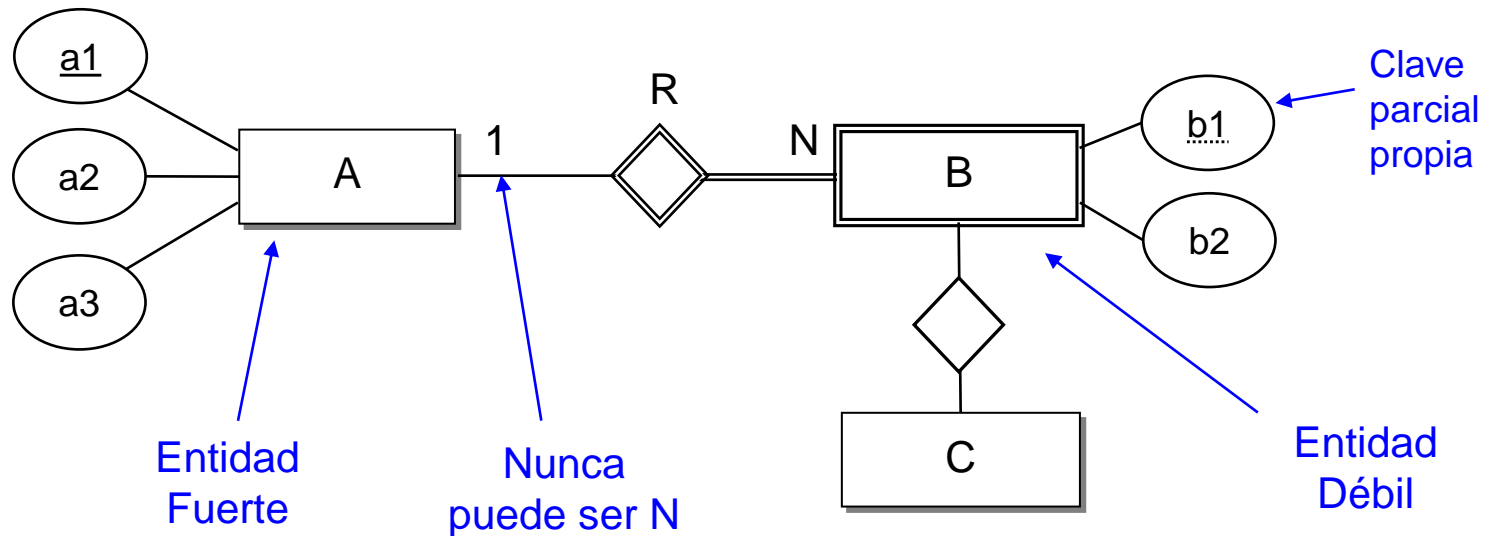 a1
a2
a3
A
1
R
N
B
b1
b2
C
Clave
parcial
propia
Entidad
Fuerte
Nunca
puede ser N
Entidad
Débil